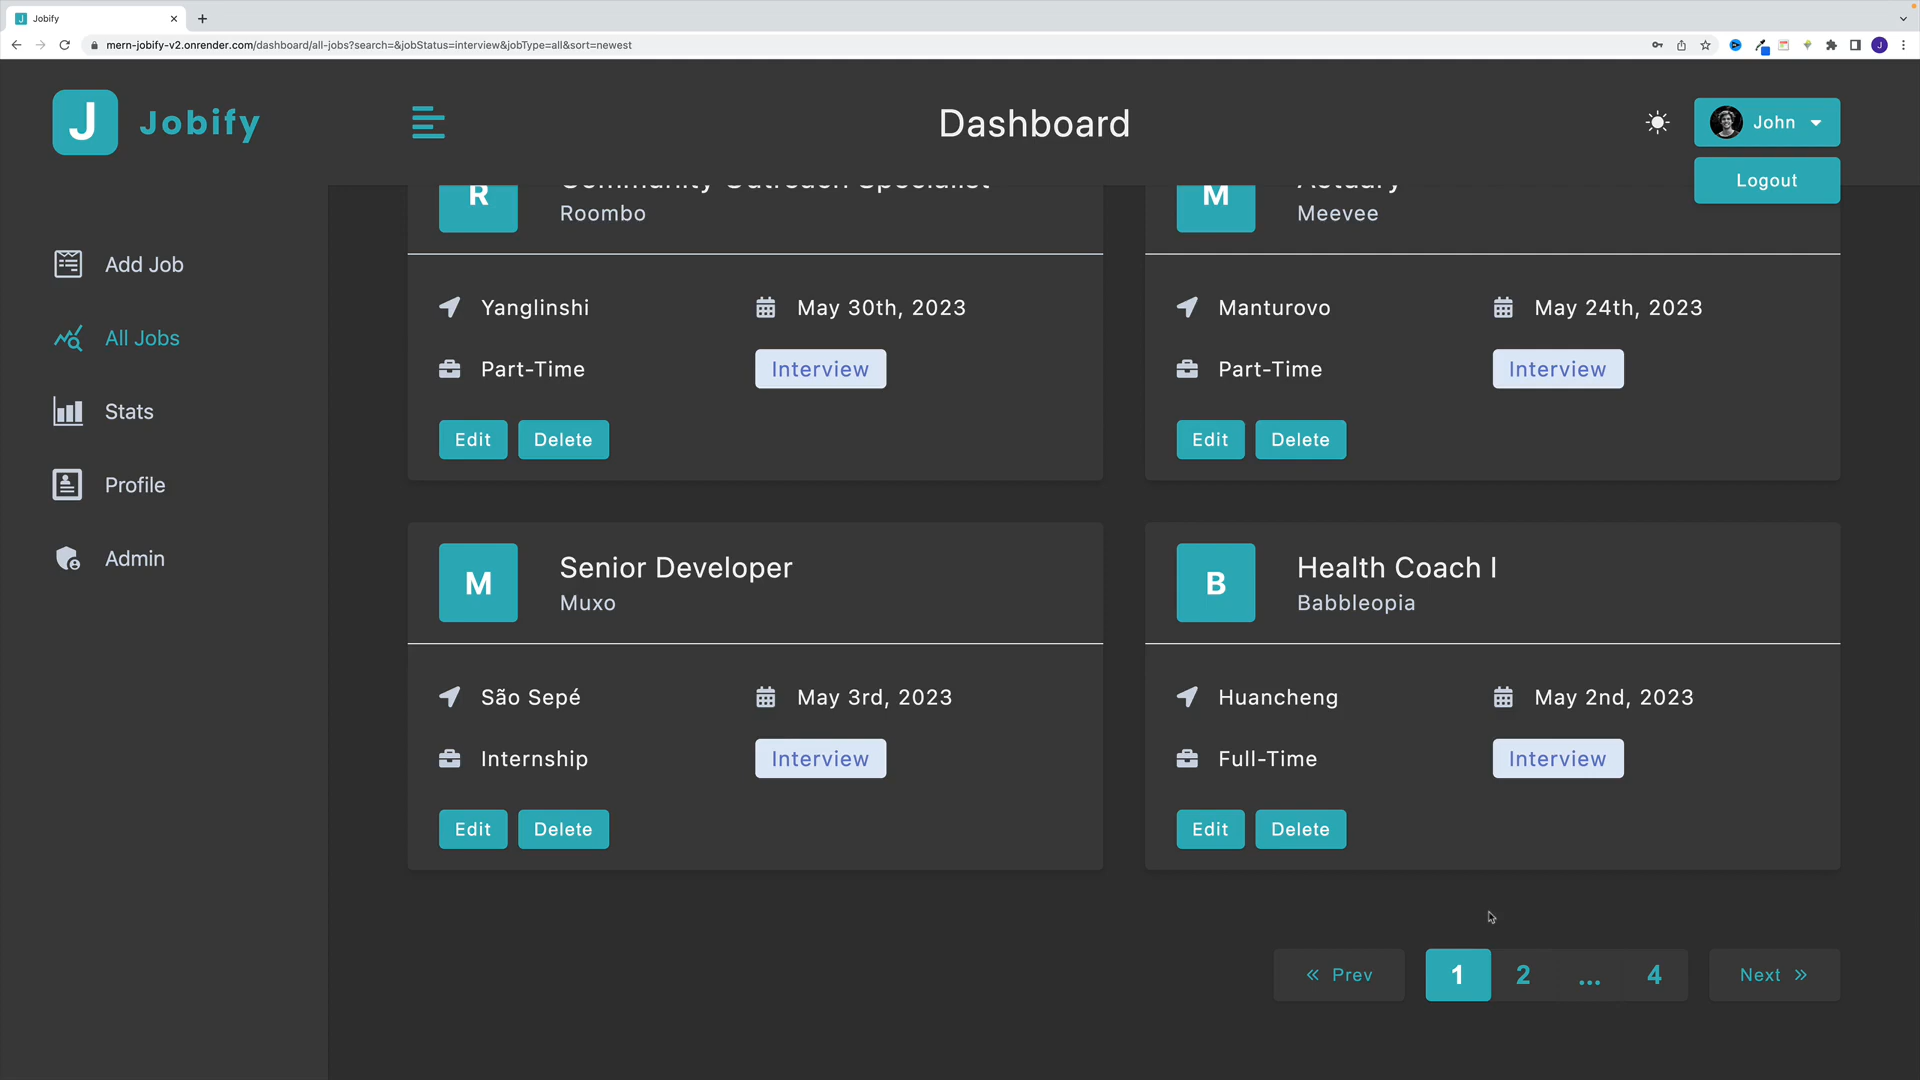 Jobify
mern-jobify-v2.onrender.com/dashboard/all-jobs?search=&jobStatus=interview&jobType=all&sort=newest
J
J Jobify
Dashboard
John
Logout
Add Job
All Jobs
Stats
Profile
Admin
R
Community Outreach Specialist
Roombo
Yanglinshi
May 30th, 2023
Part-Time
Interview
Edit
Delete
M
Actuary
Meevee
Manturovo
May 24th, 2023
Part-Time
Interview
Edit
Delete
M
Senior Developer
Muxo
São Sepé
May 3rd, 2023
Internship
Interview
Edit
Delete
B
Health Coach I
Babbleopia
Huancheng
May 2nd, 2023
Full-Time
Interview
Edit
Delete
« Prev
1
2
...
4
Next »